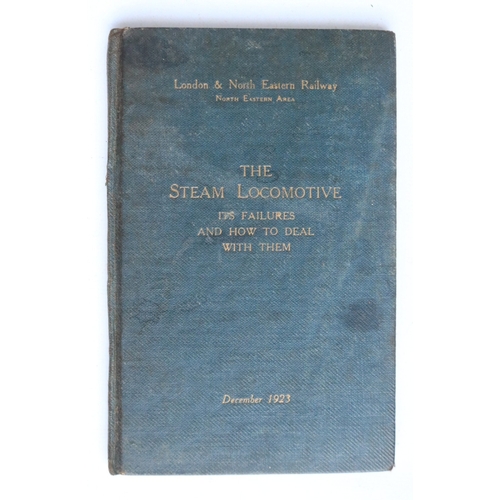 London & North Eastern Railway
North Eastern Area
THE
STEAM LOCOMOTIVE
ITS FAILURES
AND HOW TO DEAL
WITH THEM
December 1923